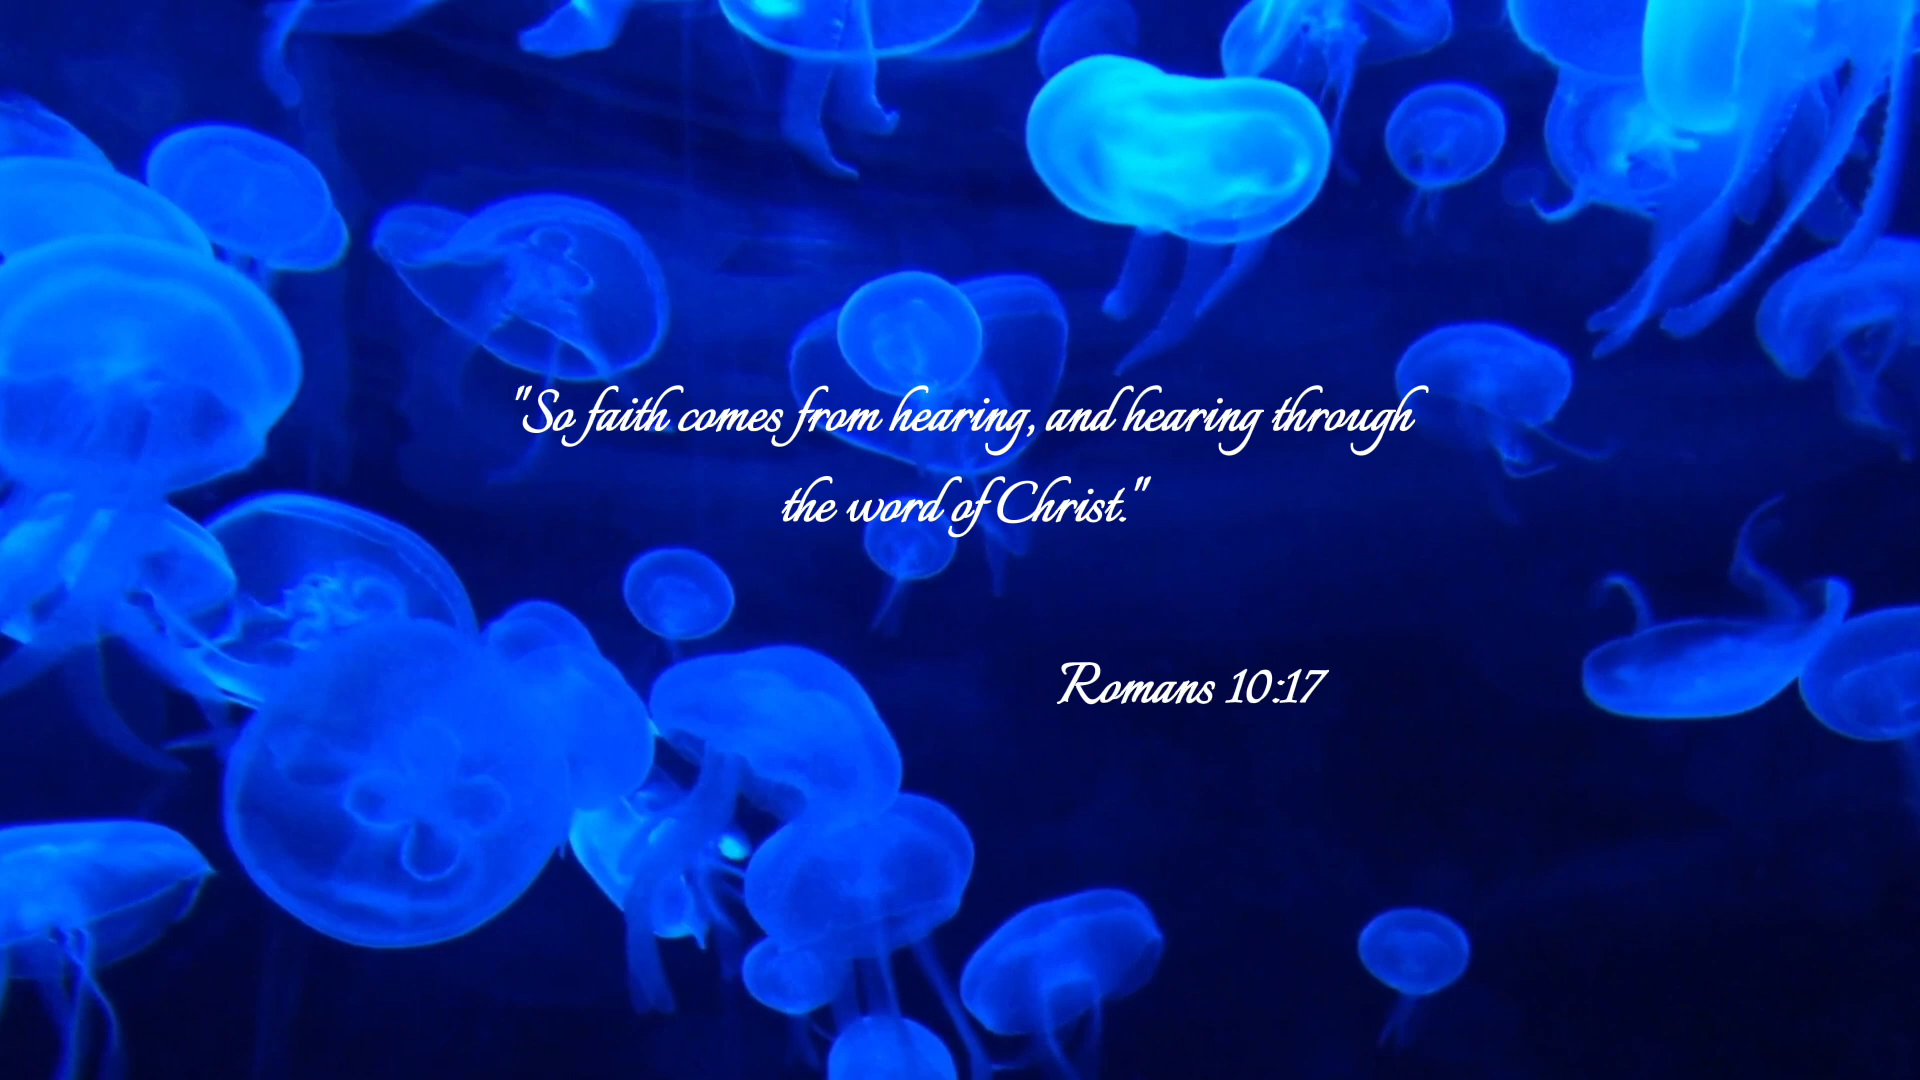 "So faith comes from hearing, and hearing through
the word of Christ."
Romans 10:17